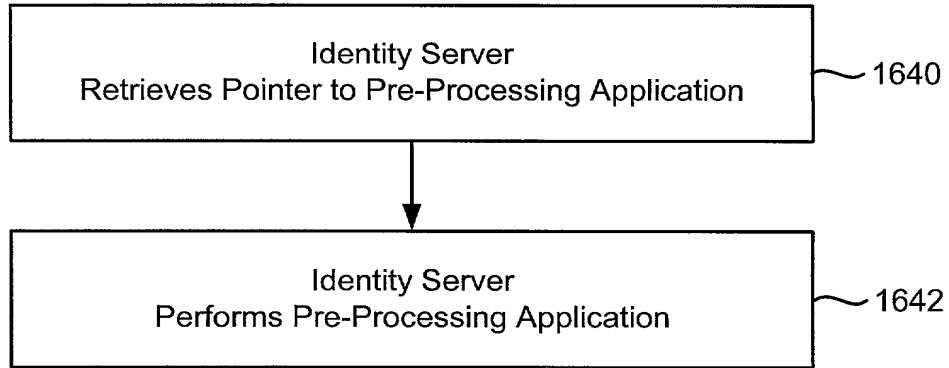 Identity Server
Retrieves Pointer to Pre-Processing Application
1640
Identity Server
Performs Pre-Processing Application
1642